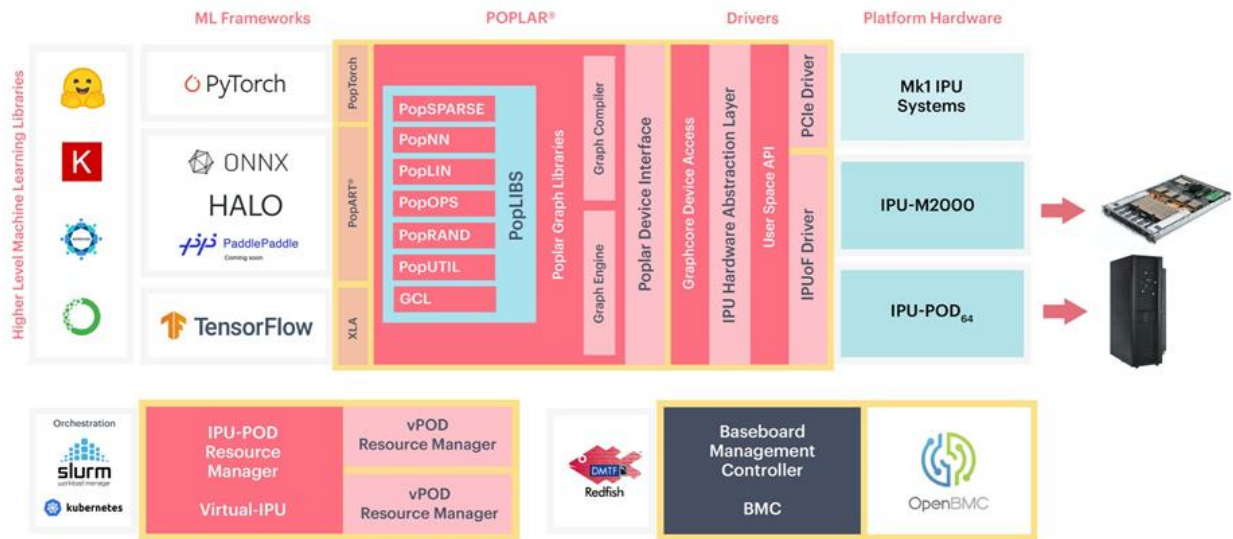 ML Frameworks
POPLAR®
Drivers
Platform Hardware
Higher Level Machine Learning Libraries
K
PyTorch
ONNX
HALO
PaddlePaddle
Coming soon
TensorFlow
PopTorch
PopART®
XLA
PopSPARSE
PopNN
PopLIN
PopOPS
PopRAND
PopUTIL
GCL
PopLIBS
Poplar Graph Libraries
Graph Compiler
Graph Engine
Poplar Device Interface
Graphcore Device Access
IPU Hardware Abstraction Layer
User Space API
PCIe Driver
IPUoF Driver
Mk1 IPU
Systems
IPU-M2000
IPU-POD64
Orchestration
slurm
workload manager
kubernetes
IPU-POD
Resource
Manager
Virtual-IPU
vPOD
Resource Manager
vPOD
Resource Manager
DMTF
Redfish
Baseboard
Management
Controller
BMC
OpenBMC